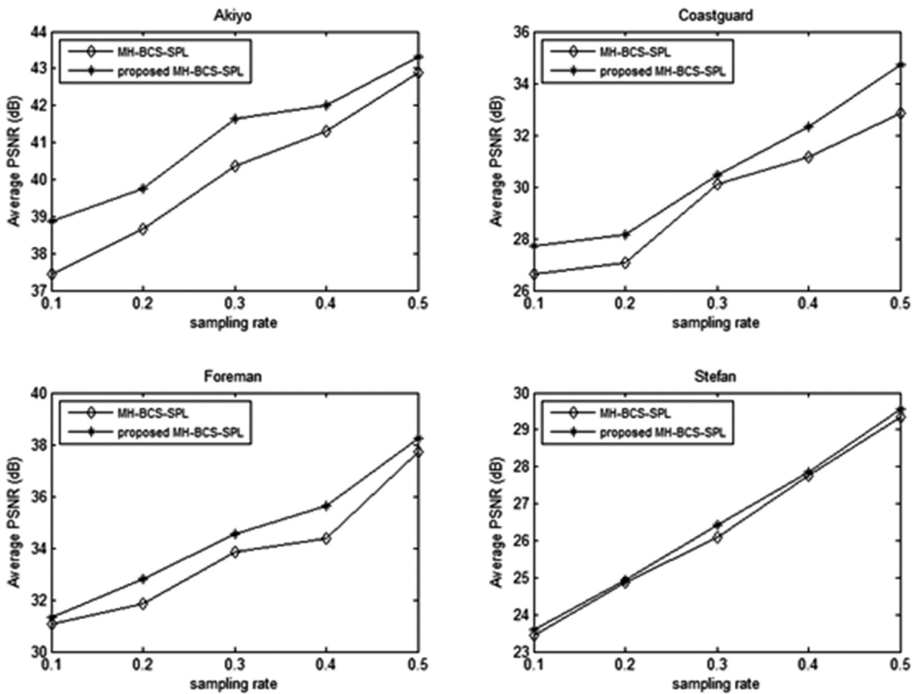 Akiyo
MH-BCS-SPL
proposed MH-BCS-SPL
Average PSNR (dB)
44
43
42
41
40
39
38
37
0.1 0.2 0.3 0.4 0.5
sampling rate
Coastguard
MH-BCS-SPL
proposed MH-BCS-SPL
Average PSNR (dB)
36
34
32
30
28
26
0.1 0.2 0.3 0.4 0.5
sampling rate
Foreman
MH-BCS-SPL
proposed MH-BCS-SPL
Average PSNR (dB)
40
38
36
34
32
30
0.1 0.2 0.3 0.4 0.5
sampling rate
Stefan
MH-BCS-SPL
proposed MH-BCS-SPL
Average PSNR (dB)
30
29
28
27
26
25
24
23
0.1 0.2 0.3 0.4 0.5
sampling rate